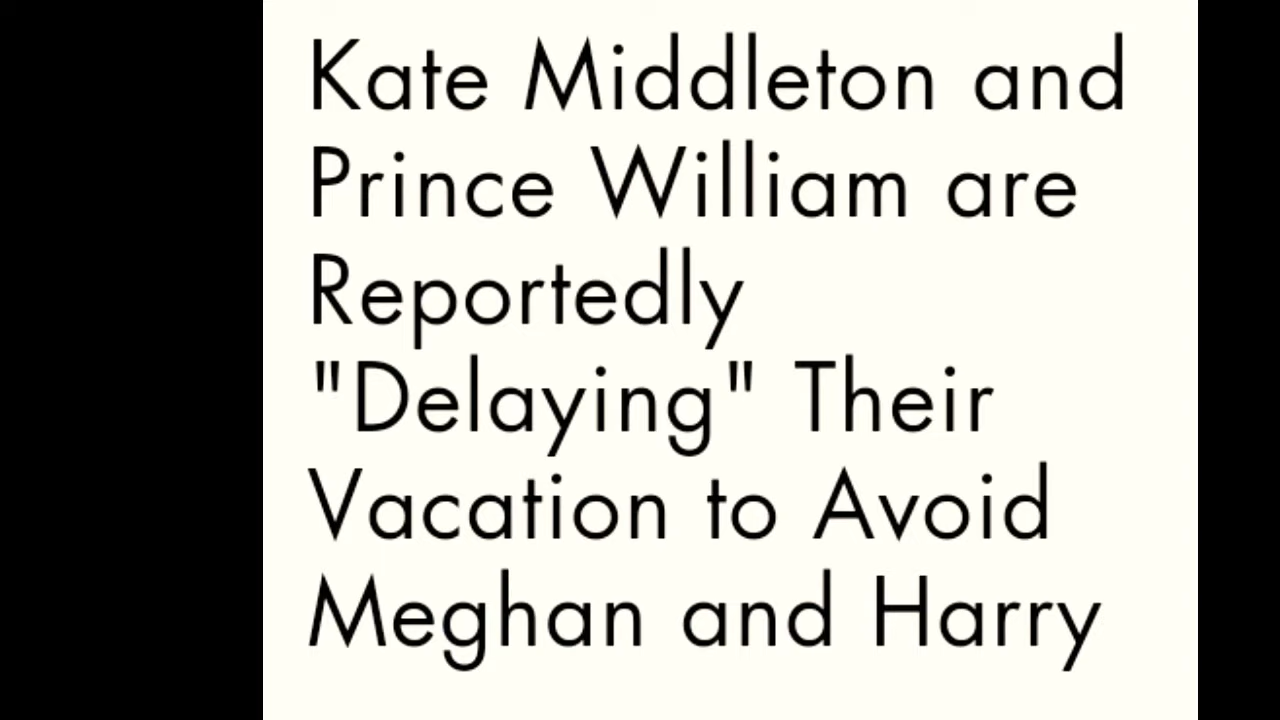 Kate Middleton and
Prince William are
Reportedly
"Delaying" Their
Vacation to Avoid
Meghan and Harry